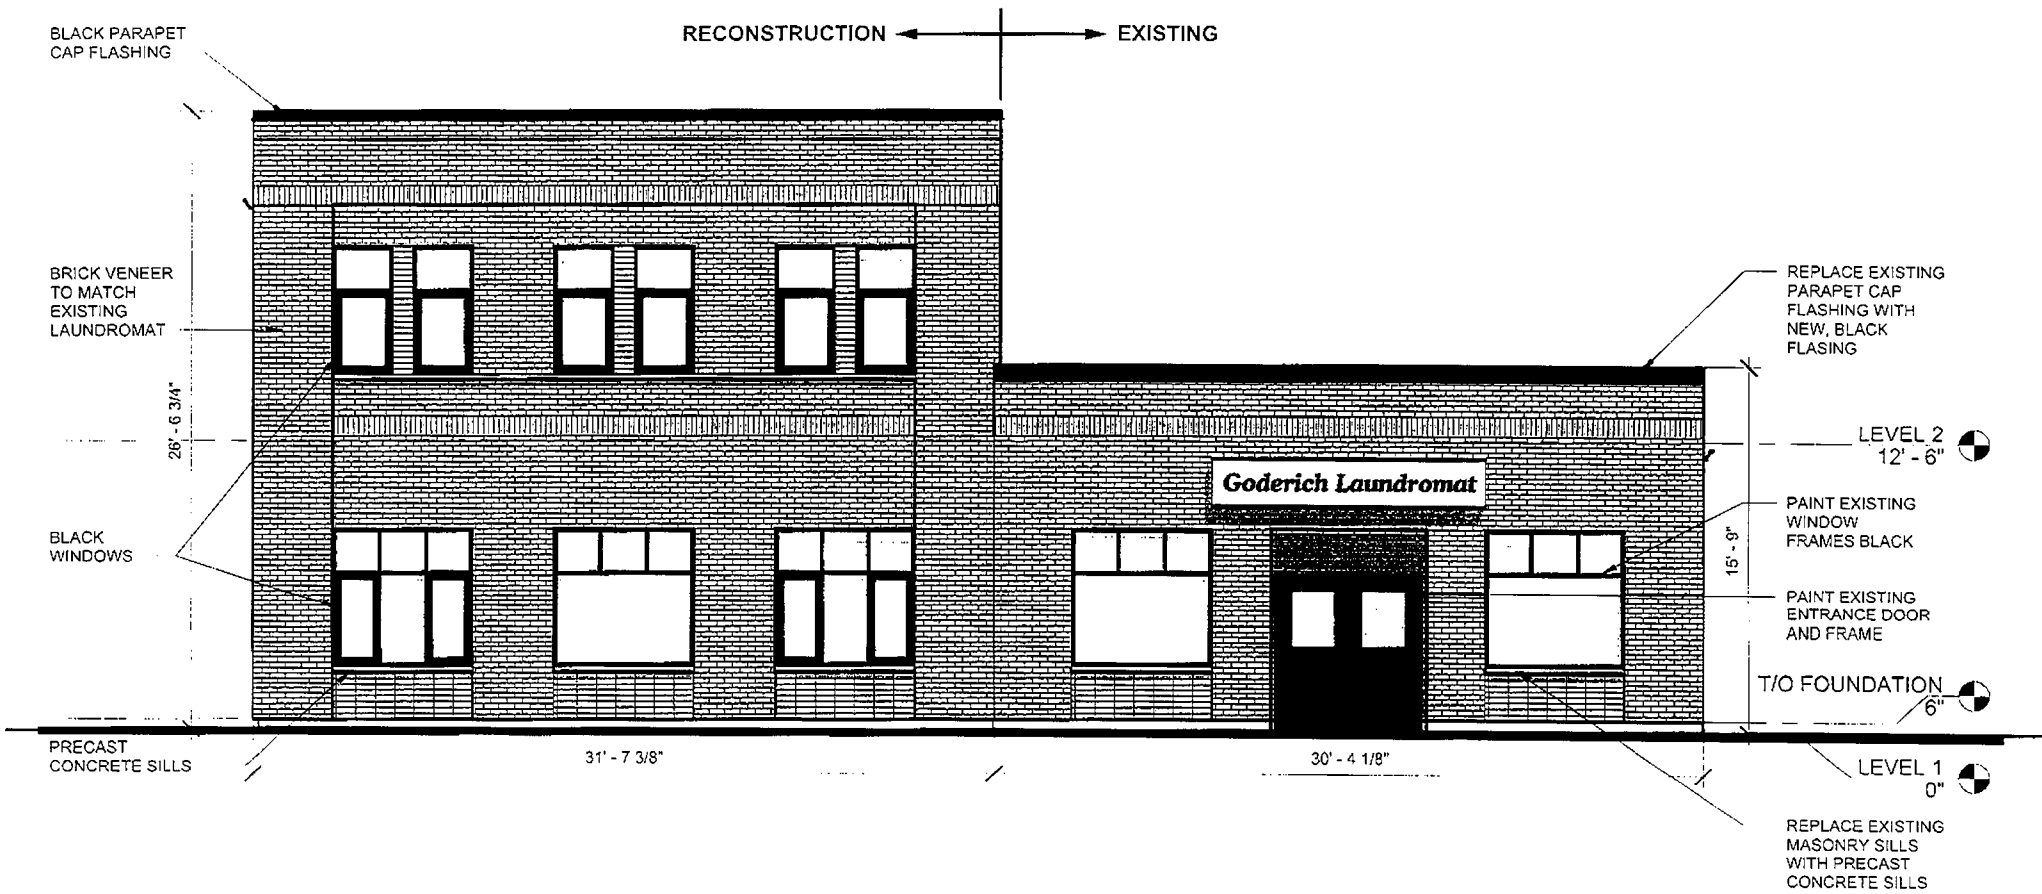 RECONSTRUCTION
EXISTING
BLACK PARAPET
CAP FLASHING
BRICK VENEER
TO MATCH
EXISTING
LAUNDROMAT
26' - 6 3/4"
BLACK
WINDOWS
PRECAST
CONCRETE SILLS
31' - 7 3/8"
30' - 4 1/8"
Goderich Laundromat
REPLACE EXISTING
PARAPET CAP
FLASHING WITH
NEW, BLACK
FLASING
LEVEL 2
12' - 6"
15' - 9"
PAINT EXISTING
WINDOW
FRAMES BLACK
PAINT EXISTING
ENTRANCE DOOR
AND FRAME
T/O FOUNDATION
6"
LEVEL 1
0"
REPLACE EXISTING
MASONRY SILLS
WITH PRECAST
CONCRETE SILLS